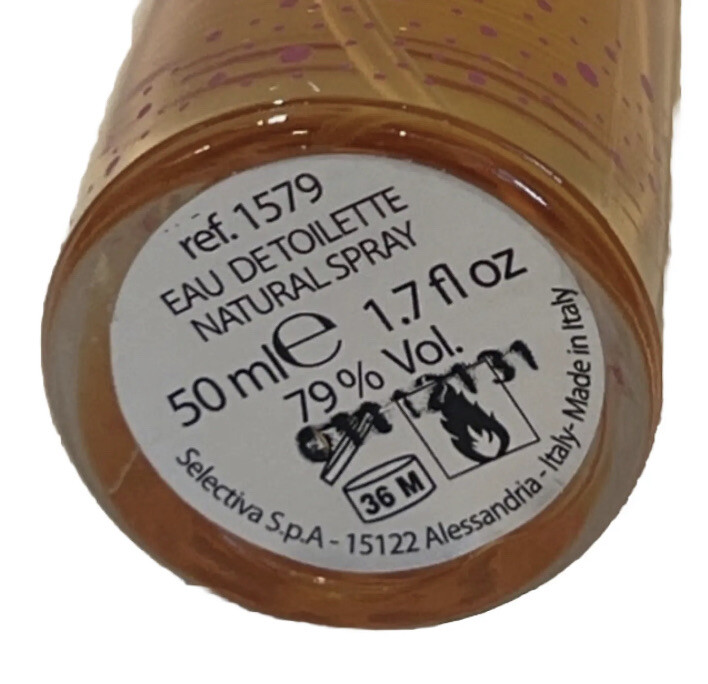 ref. 1579
EAU DE TOILETTE
NATURAL SPRAY
50 ml e 1.7 fl oz
79% Vol.
36 M
Selectiva S.p.A - 15122 Alessandria - Italy- Made in Italy